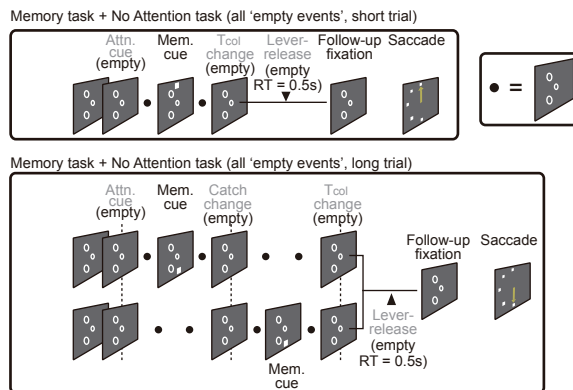 Memory task + No Attention task (all 'empty events', short trial)
Attn. cue (empty)
Mem. cue
Tcol change (empty)
Lever-release (empty RT = 0.5s)
Follow-up fixation
Saccade
=
Memory task + No Attention task (all 'empty events', long trial)
Attn. cue (empty)
Mem. cue
Catch change (empty)
Tcol change (empty)
Follow-up fixation
Saccade
Lever-release (empty RT = 0.5s)
Mem. cue